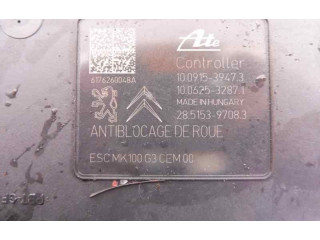 Ate
6176260048A
Controller
10.0915-3947.3
10.0625-3287.1
MADE IN HUNGARY
28.5153-9708.3
ANTIBLOCAGE DE ROUE
ESC MK100 G3 CEM 00